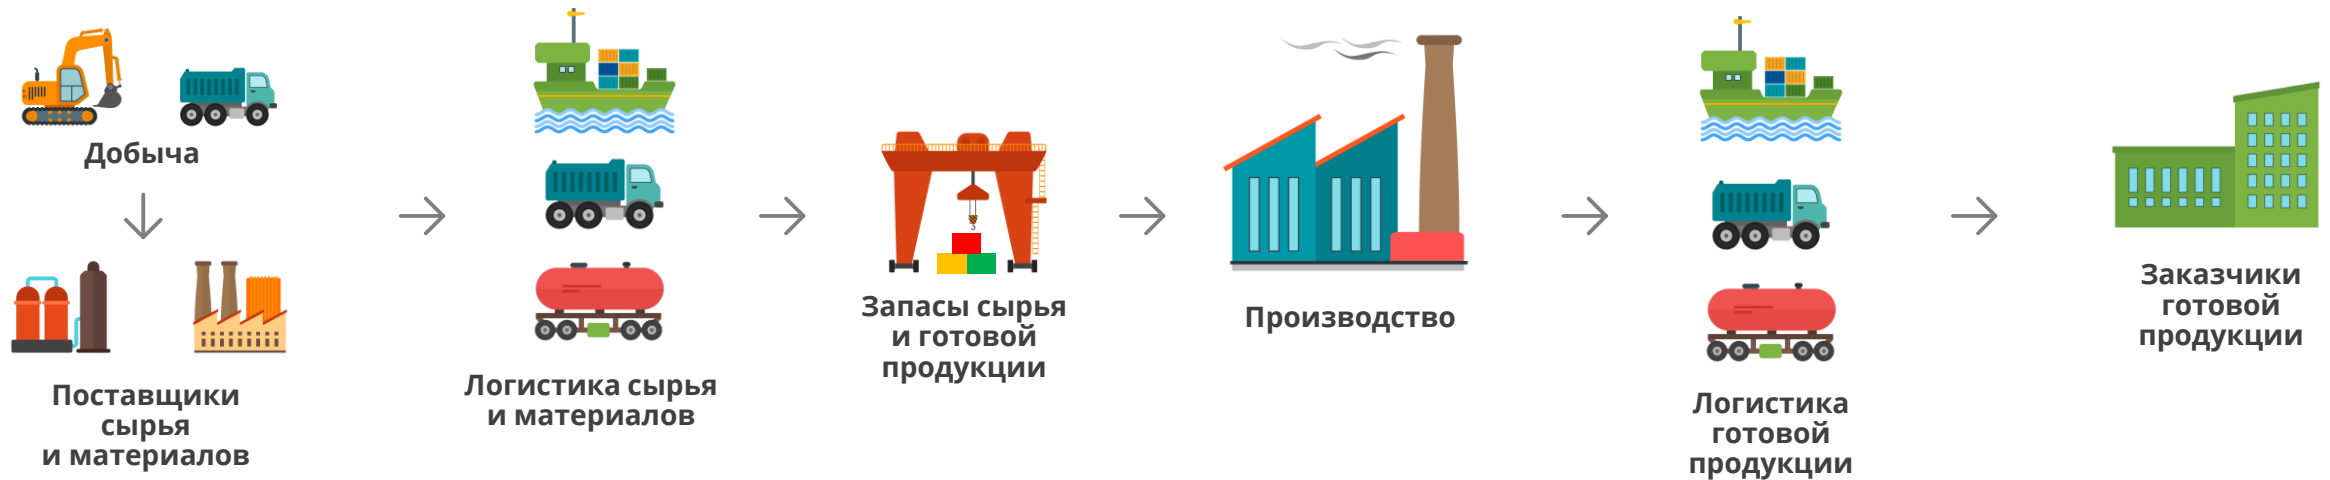 Добыча
Поставщики
сырья
и материалов
Логистика сырья
и материалов
Запасы сырья
и готовой
продукции
Производство
Логистика
готовой
продукции
Заказчики
готовой
продукции